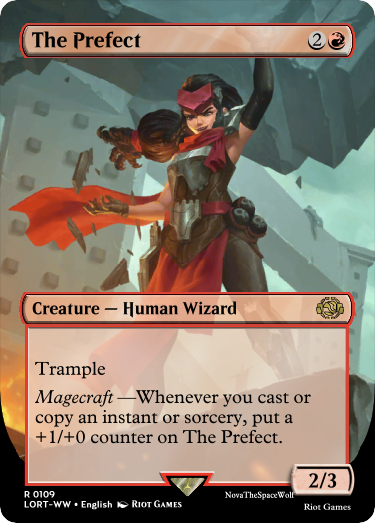 The Prefect 2
Creature — Human Wizard
Trample
Magecraft —Whenever you cast or
copy an instant or sorcery, put a
+1/+0 counter on The Prefect.
2/3
R 0109
LORT-WW • English RIOT GAMES
NovaTheSpaceWolf
Riot Games